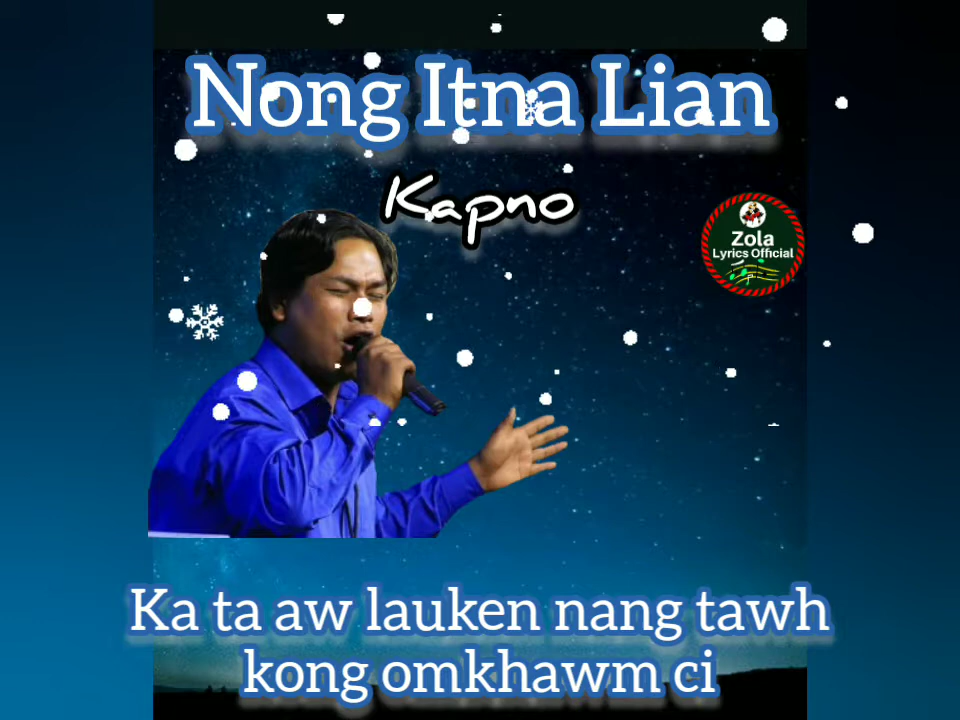 Nong Itna Lian
Kapno
Zola
Lyrics Official
Ka ta aw lauken nang tawh
kong omkhawm ci